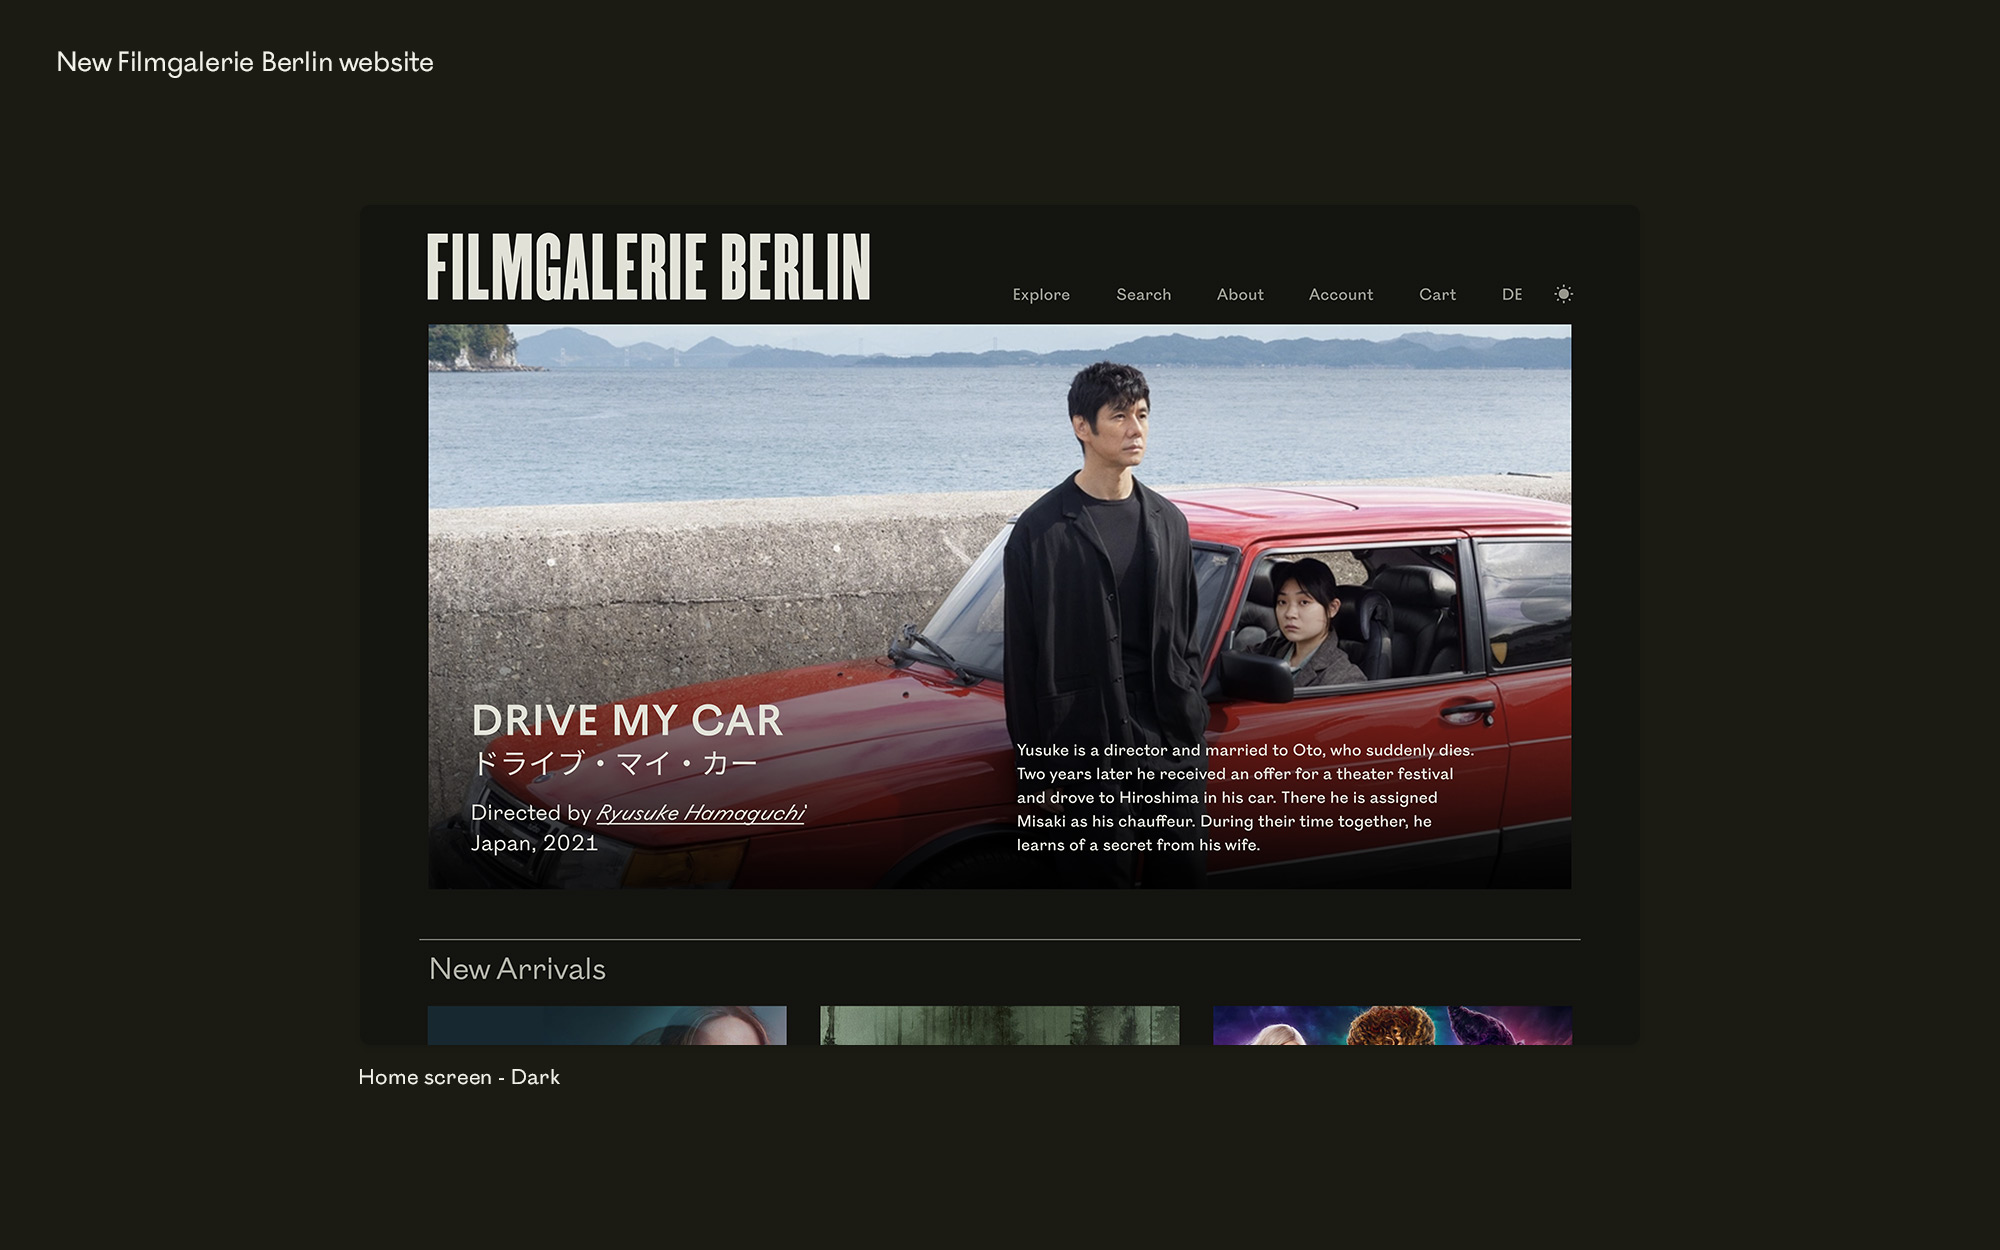 New Filmgalerie Berlin website
FILMGALERIE BERLIN
Explore Search About Account Cart DE
DRIVE MY CAR
ドライブ・マイ・カー
Directed by Ryusuke Hamaguchi'
Japan, 2021
Yusuke is a director and married to Oto, who suddenly dies.
Two years later he received an offer for a theater festival
and drove to Hiroshima in his car. There he is assigned
Misaki as his chauffeur. During their time together, he
learns of a secret from his wife.
New Arrivals
Home screen - Dark